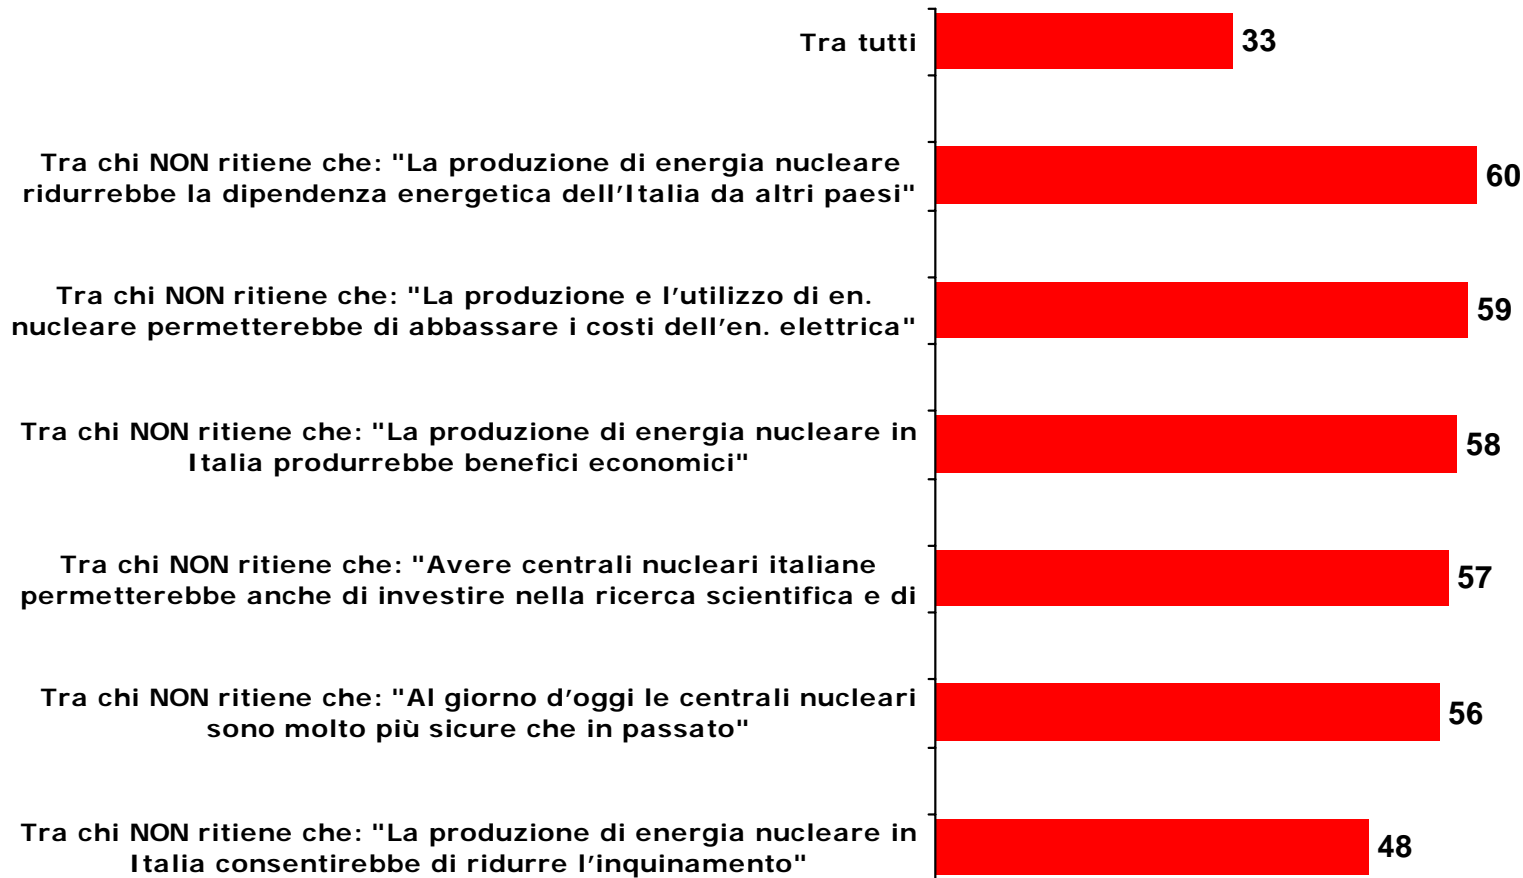 Tra tutti
33
Tra chi NON ritiene che: "La produzione di energia nucleare
ridurrebbe la dipendenza energetica dell’Italia da altri paesi"
60
Tra chi NON ritiene che: "La produzione e l’utilizzo di en.
nucleare permetterebbe di abbassare i costi dell’en. elettrica"
59
Tra chi NON ritiene che: "La produzione di energia nucleare in
Italia produrrebbe benefici economici"
58
Tra chi NON ritiene che: "Avere centrali nucleari italiane
permetterebbe anche di investire nella ricerca scientifica e di
57
Tra chi NON ritiene che: "Al giorno d’oggi le centrali nucleari
sono molto più sicure che in passato"
56
Tra chi NON ritiene che: "La produzione di energia nucleare in
Italia consentirebbe di ridurre l’inquinamento"
48